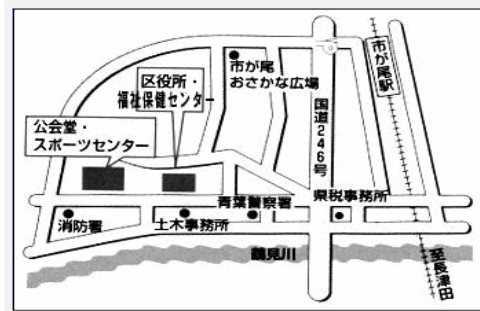 市が尾
おさかな広場
区役所・
福祉保健センター
公会堂・
スポーツセンター
国道246号
市が尾駅
青葉警察署
県税事務所
消防署
土木事務所
鶴見川
至長津田